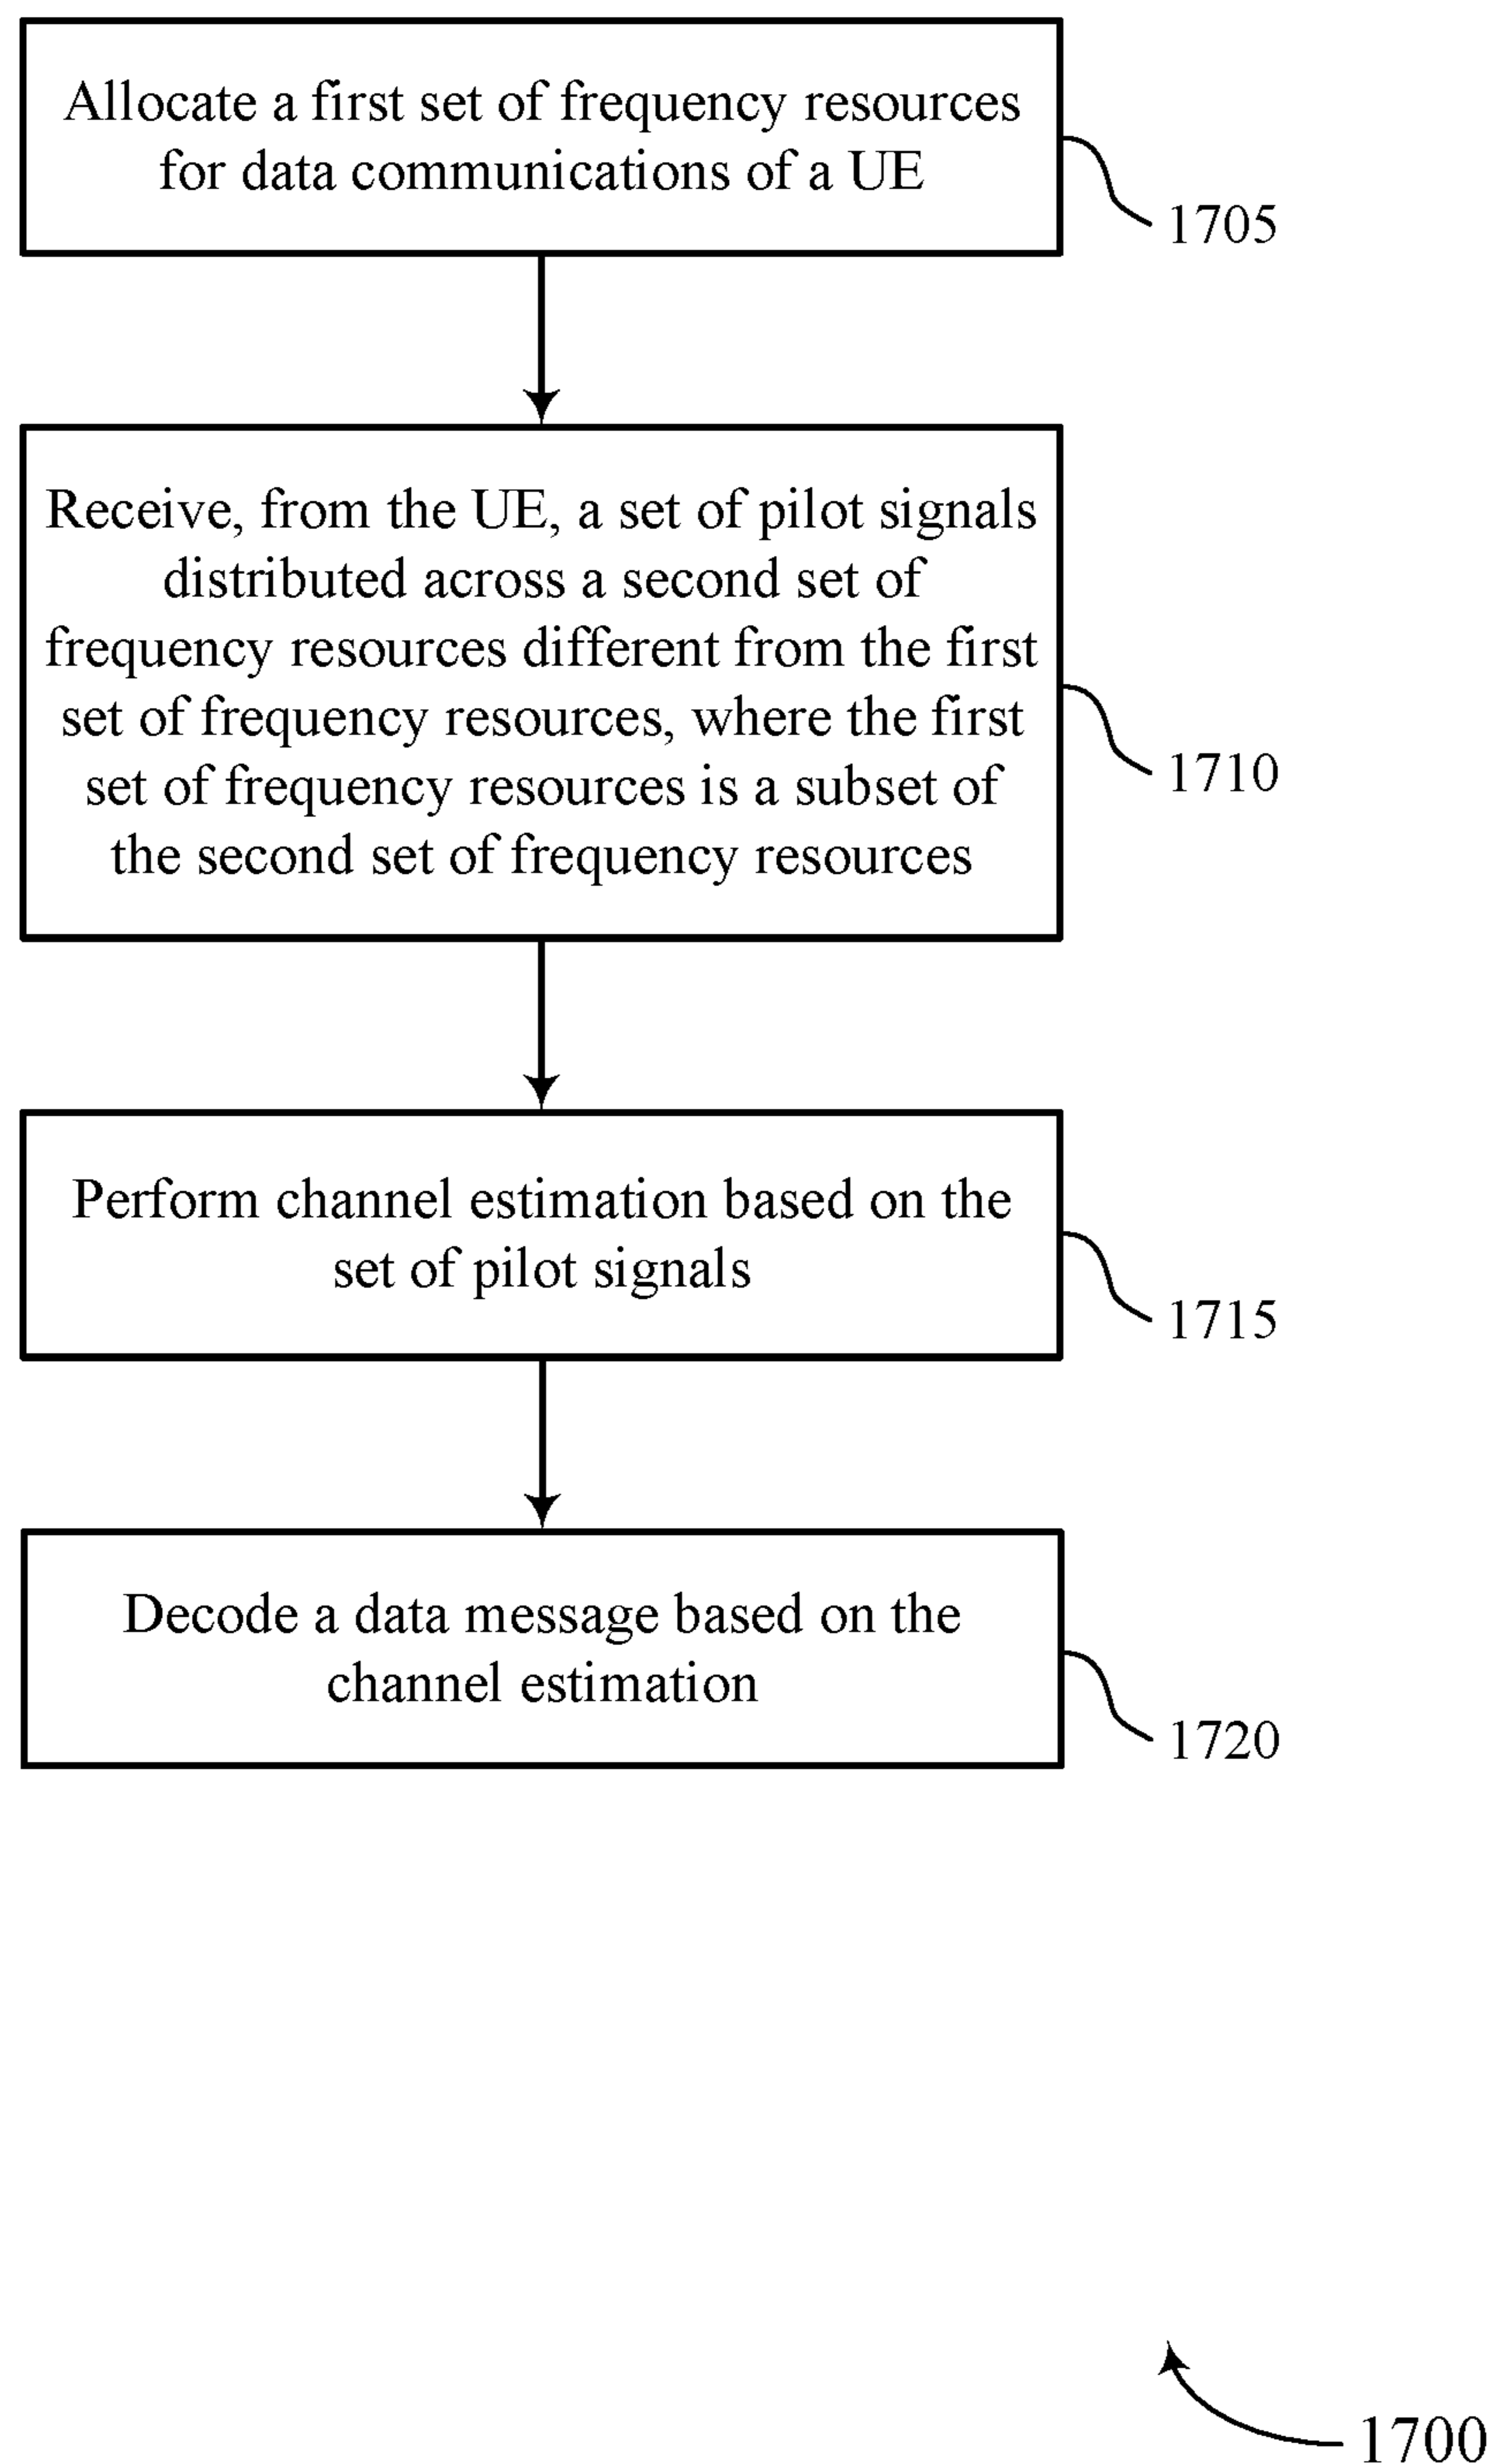 Allocate a first set of frequency resources
for data communications of a UE
1705
Receive, from the UE, a set of pilot signals
distributed across a second set of
frequency resources different from the first
set of frequency resources, where the first
set of frequency resources is a subset of
the second set of frequency resources
1710
Perform channel estimation based on the
set of pilot signals
1715
Decode a data message based on the
channel estimation
1720
1700